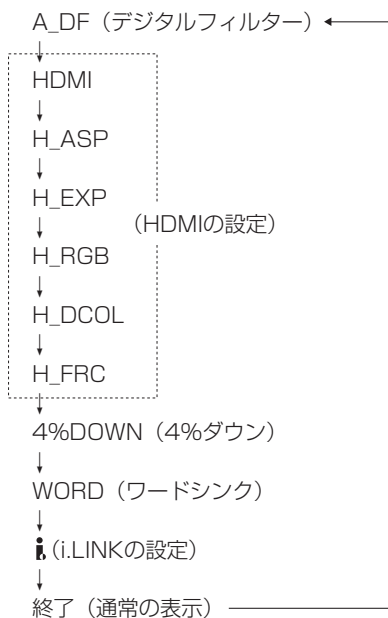 A_DF（デジタルフィルター）
HDMI
H_ASP
H_EXP
（HDMIの設定）
H_RGB
H_DCOL
H_FRC
4%DOWN（4%ダウン）
WORD（ワードシンク）
i（i.LINKの設定）
終了（通常の表示）